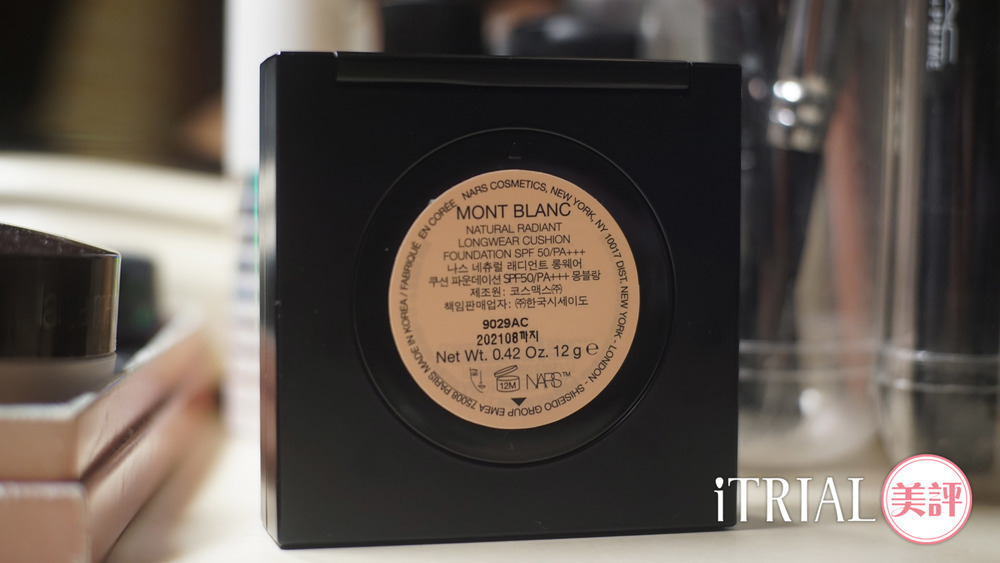 NARS COSMETICS, NEW YORK, NY 10017 DIST. NEW YORK - LONDON - SHISEIDO GROUP EMEA 75008 PARIS MADE IN KOREA / FABRIQUÉ EN CORÉE
MONT BLANC
NATURAL RADIANT
LONGWEAR CUSHION
FOUNDATION SPF 50/PA+++
나스 네츄럴 래디언트 롱웨어
쿠션 파운데이션 SPF50/PA+++ 몽블랑
제조원: 코스맥스㈜
책임판매업자: ㈜한국시세이도
9029AC
202108까지
Net Wt. 0.42 Oz. 12 g ℮
12M NARS™
iTRIAL 美評